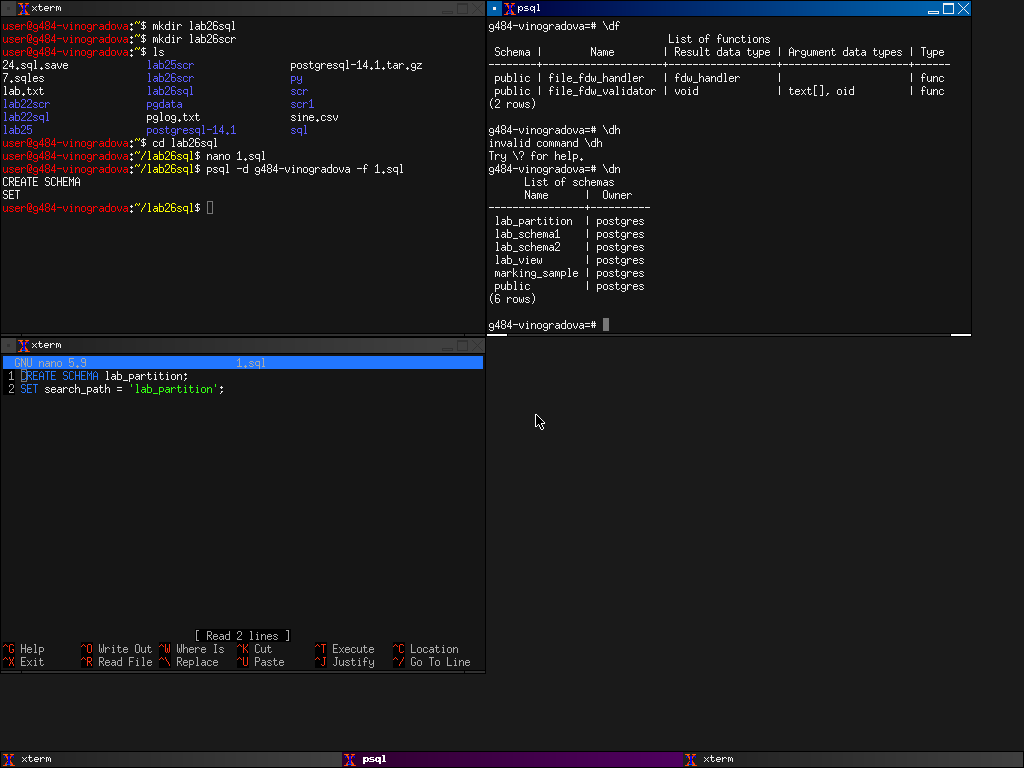 xterm
user@g484-vinogradova:~$ mkdir lab26sql
user@g484-vinogradova:~$ mkdir lab26scr
user@g484-vinogradova:~$ ls
24.sql.save lab25scr postgresql-14.1.tar.gz
7.sqles lab26scr py
lab.txt lab26sql scr
lab22scr pgdata scr1
lab22sql pglog.txt sine.csv
lab25 postgresql-14.1 sql
user@g484-vinogradova:~$ cd lab26sql
user@g484-vinogradova:~/lab26sql$ nano 1.sql
user@g484-vinogradova:~/lab26sql$ psql -d g484-vinogradova -f 1.sql
CREATE SCHEMA
SET
user@g484-vinogradova:~/lab26sql$
psql
g484-vinogradova=# \df
List of functions
Schema | Name | Result data type | Argument data types | Type
--------+--------------------+------------------+---------------------+------
public | file_fdw_handler | fdw_handler | | func
public | file_fdw_validator | void | text[], oid | func
(2 rows)
g484-vinogradova=# \dh
invalid command \dh
Try \? for help.
g484-vinogradova=# \dn
List of schemas
Name | Owner
----------------+----------
lab_partition | postgres
lab_schema1 | postgres
lab_schema2 | postgres
lab_view | postgres
marking_sample | postgres
public | postgres
(6 rows)
g484-vinogradova=#
xterm
GNU nano 5.9 1.sql
1 CREATE SCHEMA lab_partition;
2 SET search_path = 'lab_partition';
[ Read 2 lines ]
^G Help ^O Write Out ^W Where Is ^K Cut ^T Execute ^C Location
^X Exit ^R Read File ^\ Replace ^U Paste ^J Justify ^/ Go To Line
xterm psql xterm